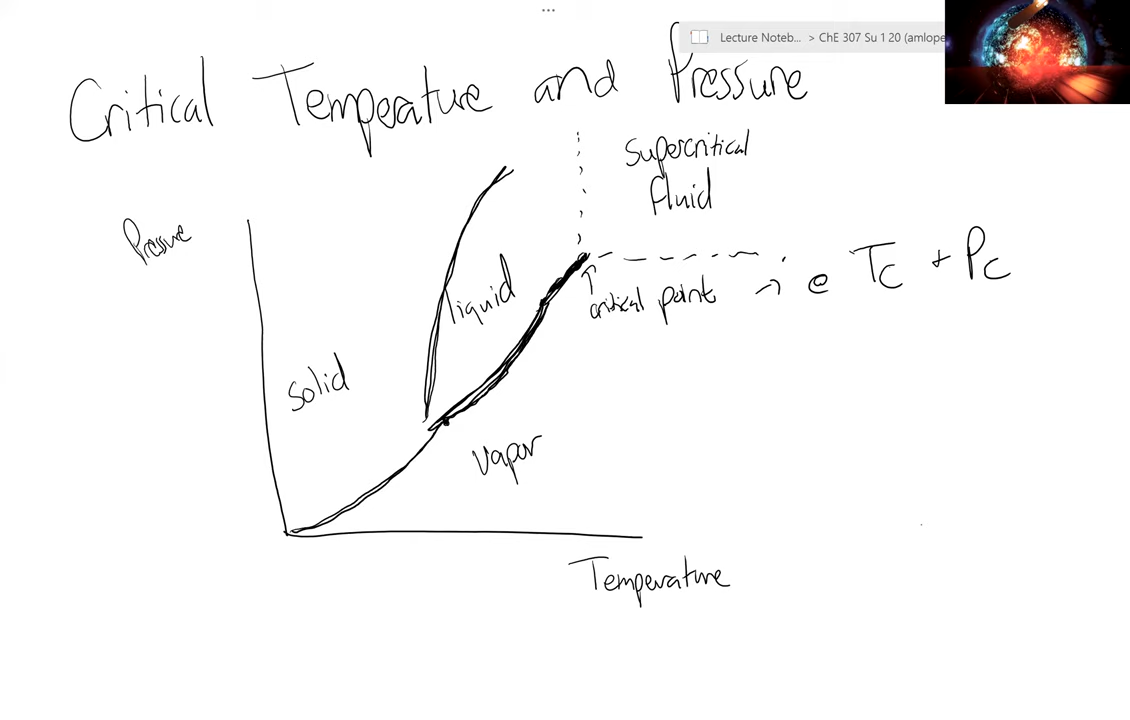 Lecture Noteb... > ChE 307 Su 1 20 (amlope
Critical Temperature and Pressure
supercritical
fluid
Pressure
critical point → @ Tc + Pc
liquid
solid
vapor
Temperature